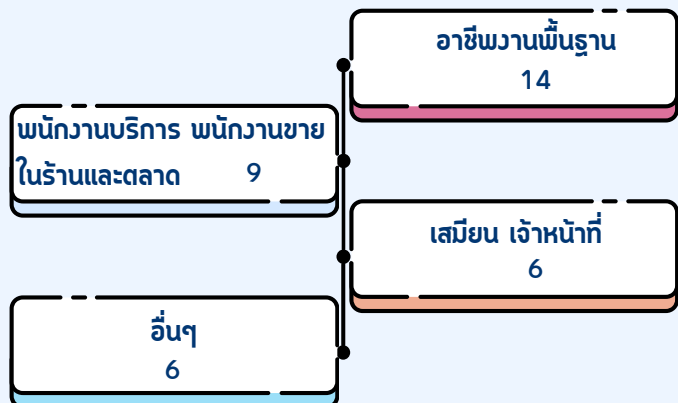 อาชีพงานพื้นฐาน
14
พนักงานบริการ พนักงานขาย
ในร้านและตลาด 9
เสมียน เจ้าหน้าที่
6
อื่นๆ
6